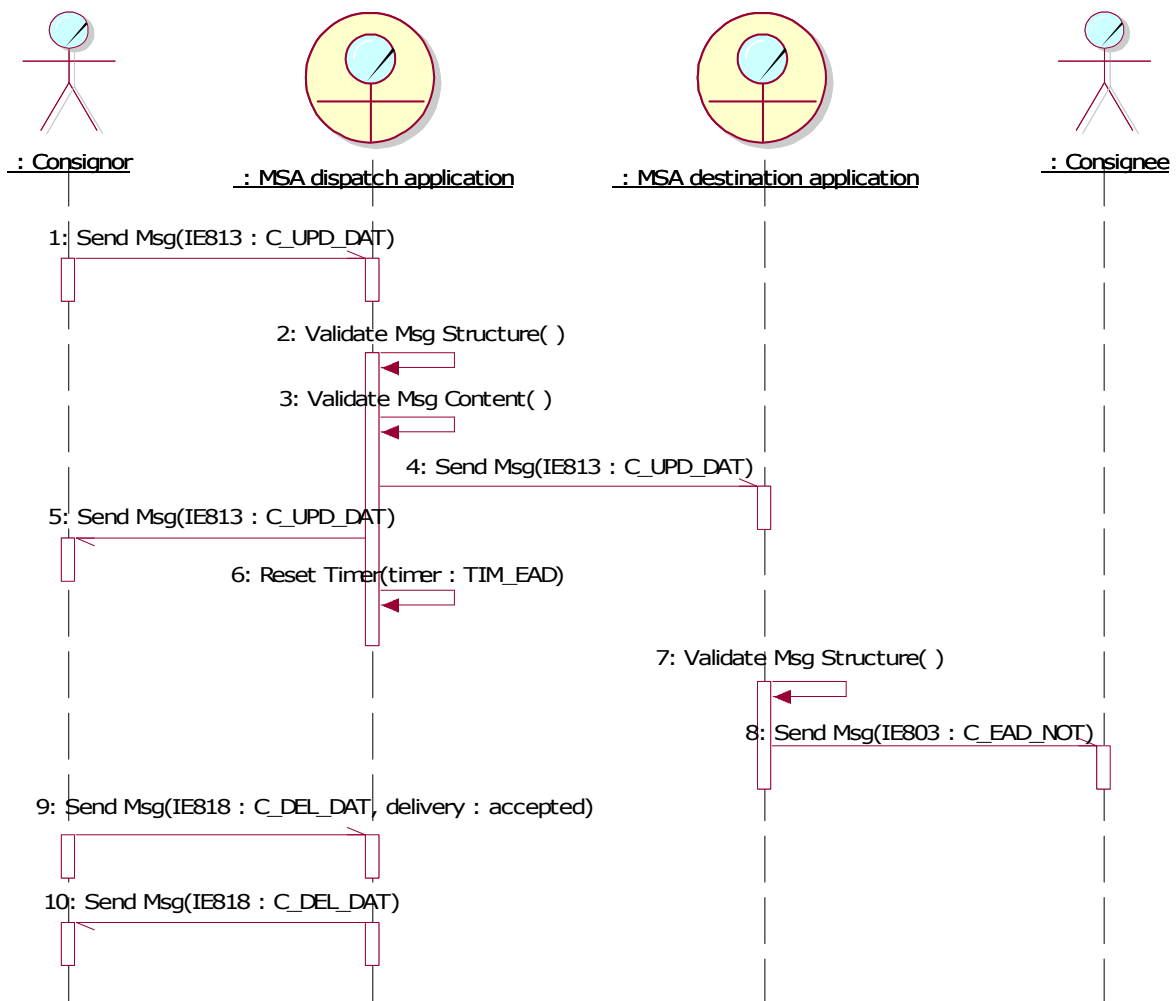 : Consignor
: MSA dispatch application
: MSA destination application
: Consignee
1: Send Msg(IE813 : C_UPD_DAT)
2: Validate Msg Structure( )
3: Validate Msg Content( )
4: Send Msg(IE813 : C_UPD_DAT)
5: Send Msg(IE813 : C_UPD_DAT)
6: Reset Timer(timer : TIM_EAD)
7: Validate Msg Structure( )
8: Send Msg(IE803 : C_EAD_NOT)
9: Send Msg(IE818 : C_DEL_DAT, delivery : accepted)
10: Send Msg(IE818 : C_DEL_DAT)